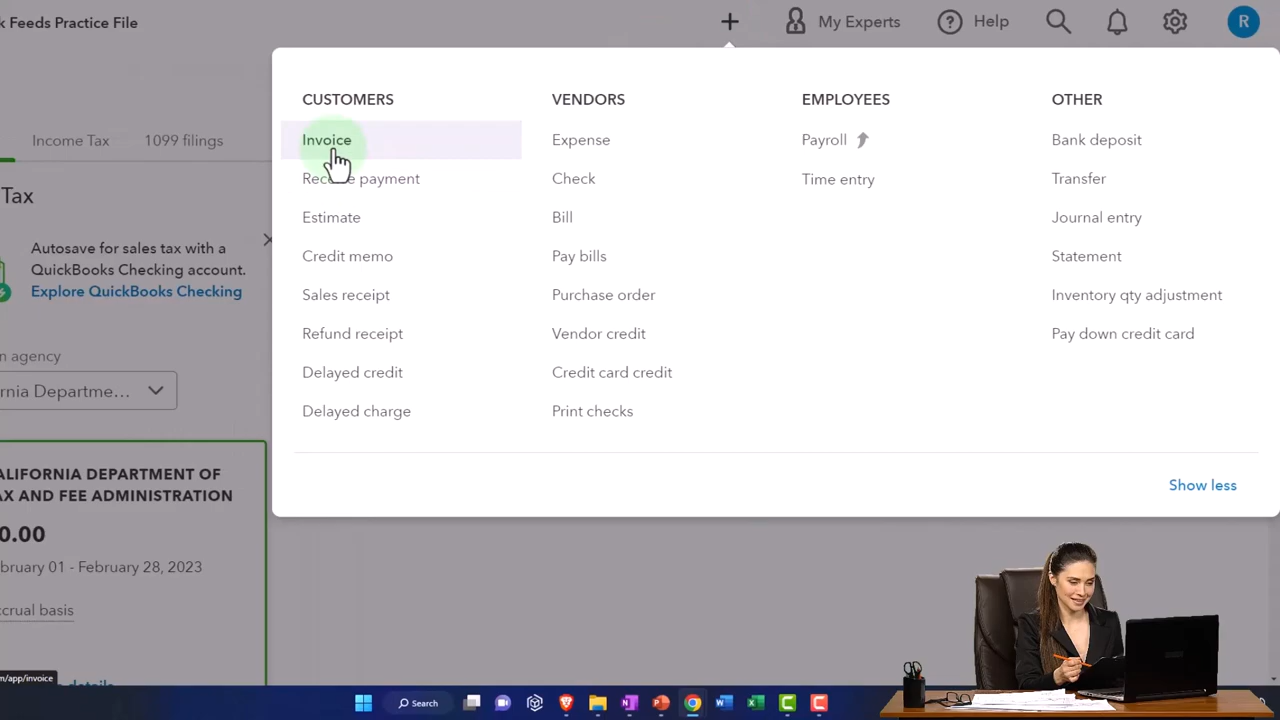 k Feeds Practice File
My Experts
Help
R
CUSTOMERS
Invoice
Receive payment
Estimate
Credit memo
Sales receipt
Refund receipt
Delayed credit
Delayed charge
VENDORS
Expense
Check
Bill
Pay bills
Purchase order
Vendor credit
Credit card credit
Print checks
EMPLOYEES
Payroll
Time entry
OTHER
Bank deposit
Transfer
Journal entry
Statement
Inventory qty adjustment
Pay down credit card
Show less
Income Tax
1099 filings
Tax
Autosave for sales tax with a
QuickBooks Checking account.
Explore QuickBooks Checking
n agency
rnia Departme...
ALIFORNIA DEPARTMENT OF
AX AND FEE ADMINISTRATION
0.00
bruary 01 - February 28, 2023
ccrual basis
details
m/app/invoice
Search